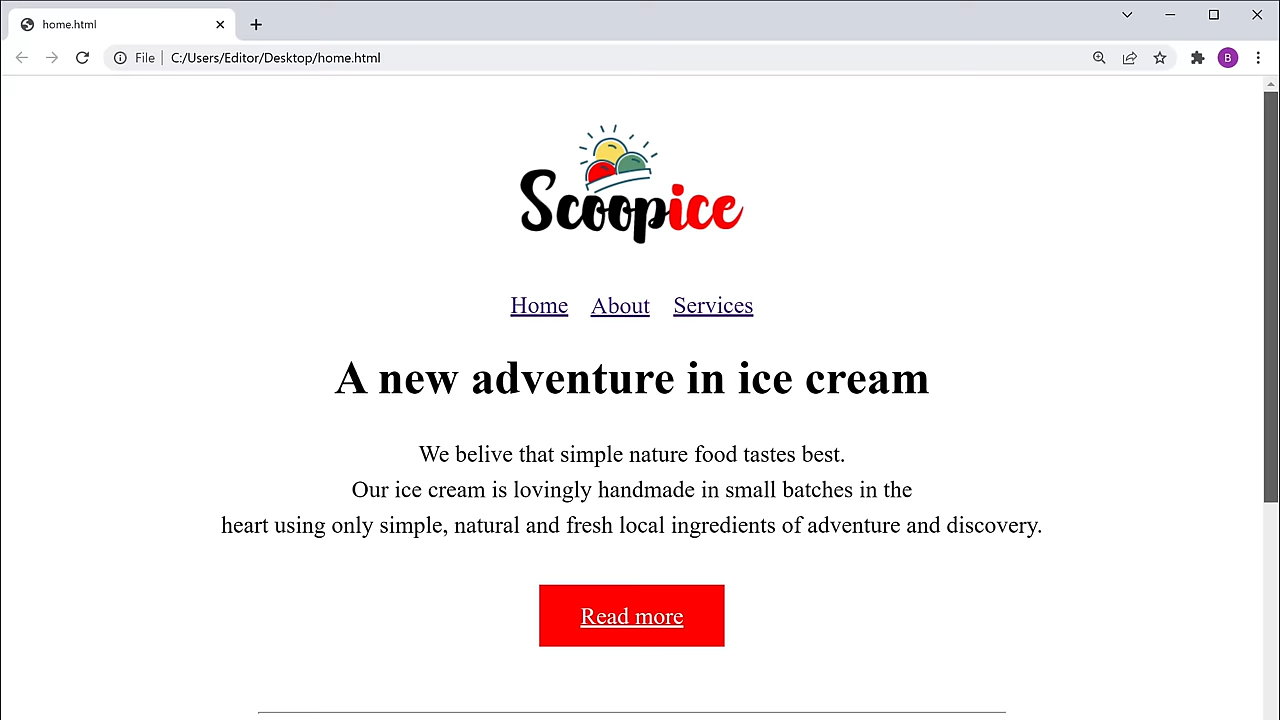 home.html
File | C:/Users/Editor/Desktop/home.html
B
Scoopice
Home About Services
A new adventure in ice cream
We belive that simple nature food tastes best.
Our ice cream is lovingly handmade in small batches in the
heart using only simple, natural and fresh local ingredients of adventure and discovery.
Read more